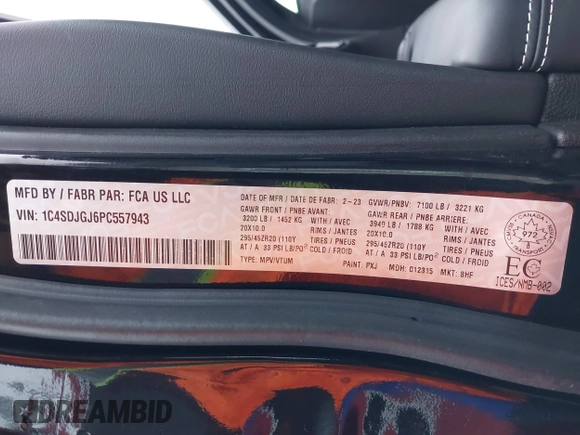 MFD BY / FABR PAR: FCA US LLC
VIN: 1C4SDJGJ6PC557943
DATE OF MFR / DATE DE FABR: 2-23 GVWR/PNBV: 7100 LB / 3221 KG
GAWR FRONT / PNBE AVANT: GAWR REAR / PNBE ARRIERE:
3200 LB / 1452 KG WITH / AVEC 3949 LB / 1788 KG WITH / AVEC
20X10.0 RIMS / JANTES 20X10.0 RIMS / JANTES
295/45ZR20 (110Y TIRES / PNEUS 295/45ZR20 (110Y TIRES / PNEUS
AT / A 33 PSI LB/PO² COLD / FROID AT / A 33 PSI LB/PO² COLD / FROID
TYPE: MPV/VTUM PAINT: PXJ MDH: 012315 MKT: BHF
972
8
TRANSPORT
EC
ICES/NMB-002
DREAMBID